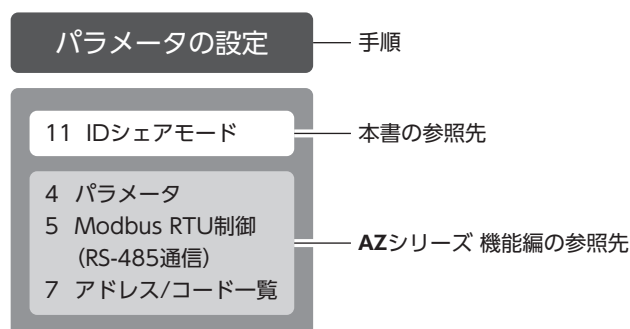 パラメータの設定
手順
11 IDシェアモード
本書の参照先
4 パラメータ
5 Modbus RTU制御
(RS-485通信)
7 アドレス/コード一覧
AZシリーズ 機能編の参照先